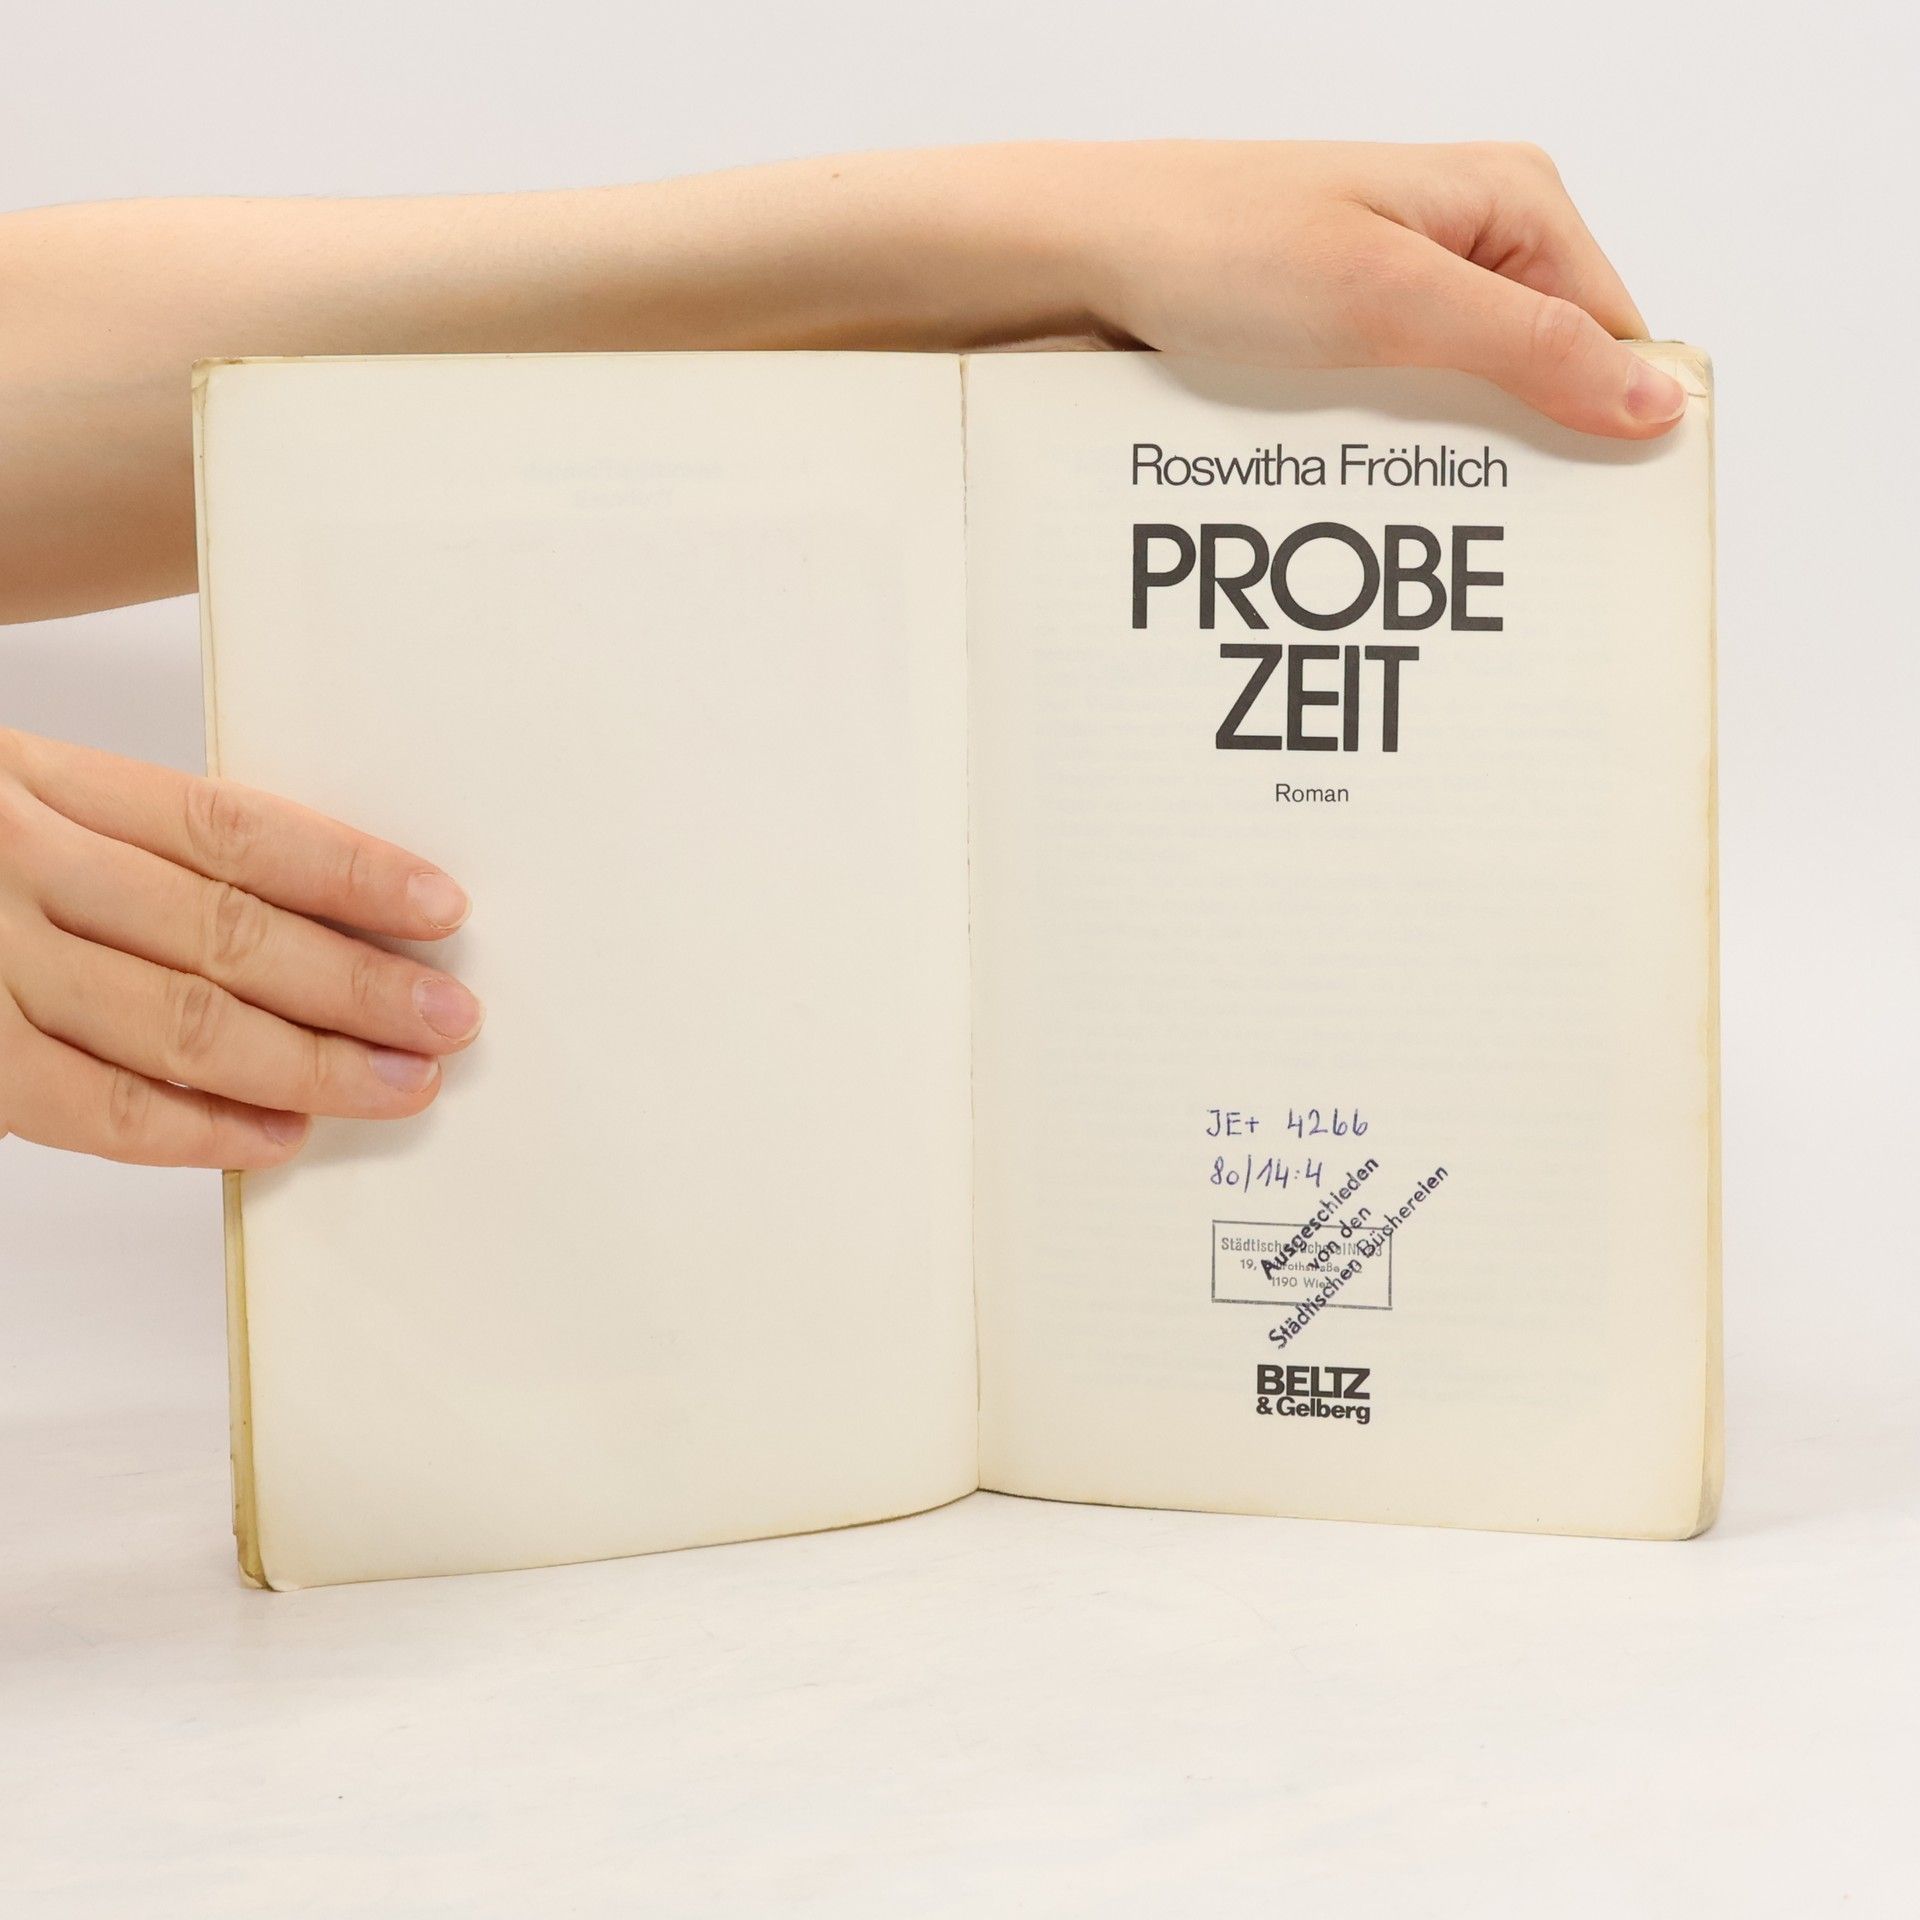 Roswitha Fröhlich
PROBE
ZEIT
Roman
JE+ 4266
80/14:4
Ausgeschieden
von den
Städtischen Büchereien
1190 Wien
BELTZ
& Gelberg